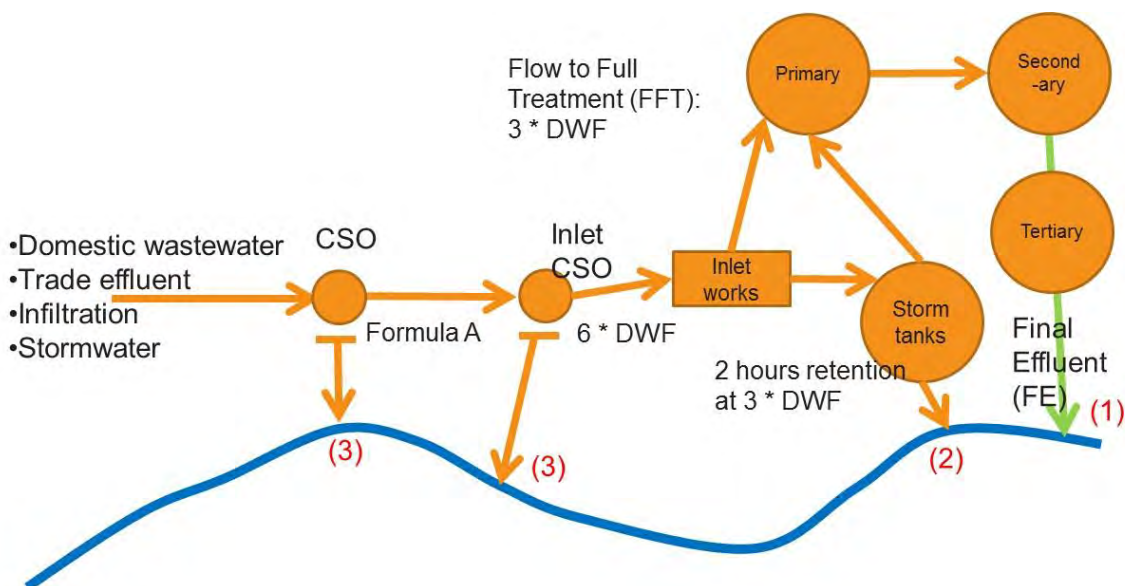 Flow to Full
Treatment (FFT):
3 * DWF
Primary
Second
-ary
Tertiary
•Domestic wastewater
•Trade effluent
•Infiltration
•Stormwater
CSO
Formula A
Inlet
CSO
6 * DWF
Inlet
works
Storm
tanks
2 hours retention
at 3 * DWF
Final
Effluent
(FE)
(1)
(2)
(3)
(3)